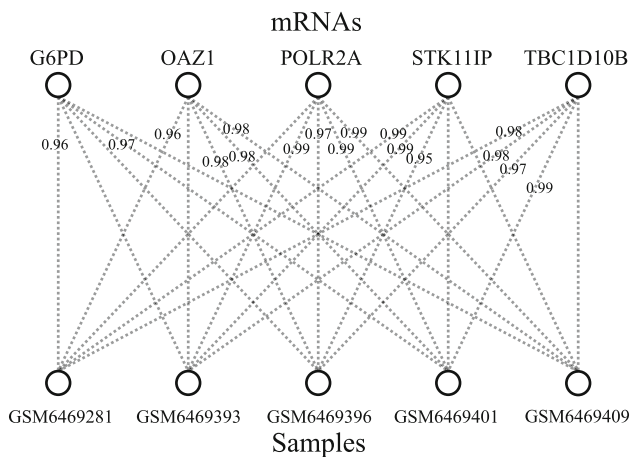 mRNAs
G6PD OAZ1 POLR2A STK11IP TBC1D10B
0.96 0.97 0.96 0.98 0.98 0.98 0.99 0.97 0.99 0.99 0.99 0.99 0.95 0.98 0.98 0.97 0.99
GSM6469281 GSM6469393 GSM6469396 GSM6469401 GSM6469409
Samples